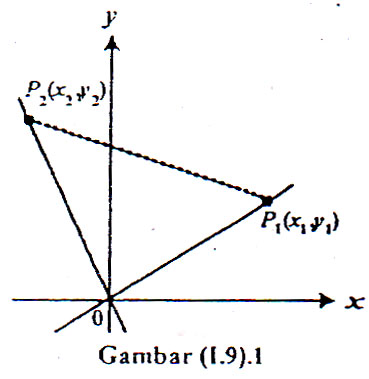 y
P₂(x₂,y₂)
P₁(x₁,y₁)
x
0
Gambar (I.9).1